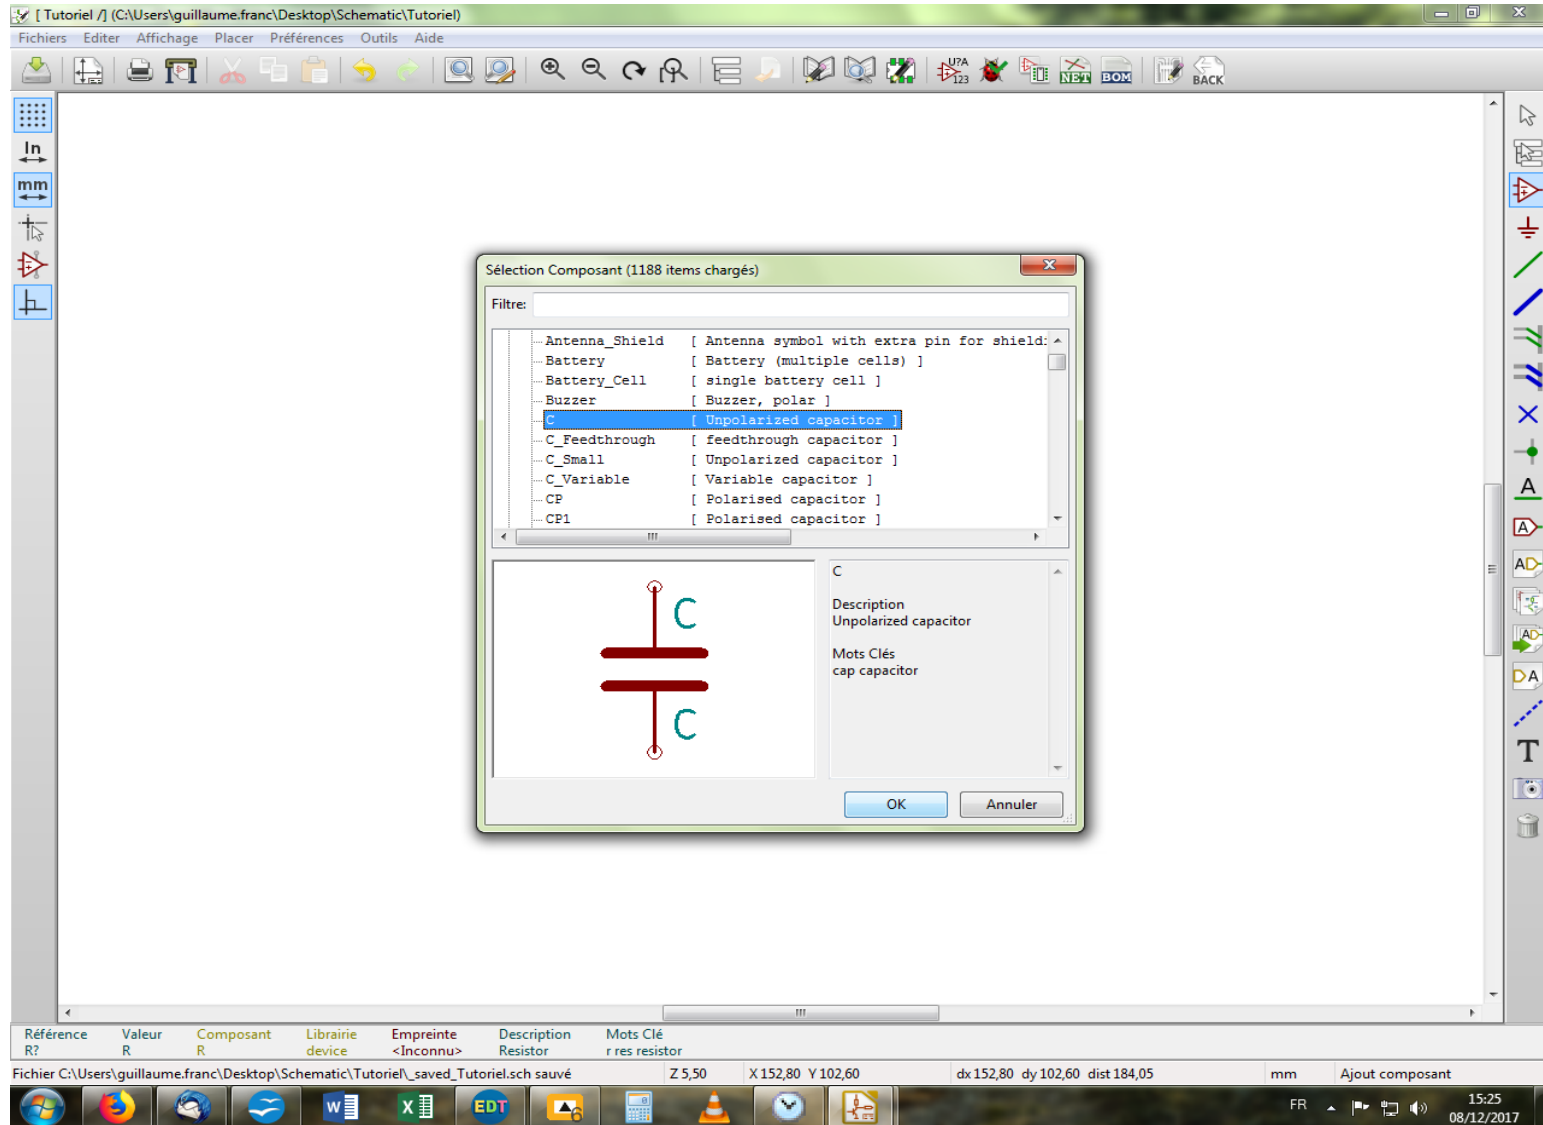 [ Tutoriel /] (C:\Users\guillaume.franc\Desktop\Schematic\Tutoriel)
Fichiers Editer Affichage Placer Préférences Outils Aide
U?A
123
NET
BOM
BACK
In
mm
Sélection Composant (1188 items chargés)
Filtre:
Antenna_Shield [ Antenna symbol with extra pin for shield:
Battery [ Battery (multiple cells) ]
Battery_Cell [ single battery cell ]
Buzzer [ Buzzer, polar ]
C [ Unpolarized capacitor ]
C_Feedthrough [ feedthrough capacitor ]
C_Small [ Unpolarized capacitor ]
C_Variable [ Variable capacitor ]
CP [ Polarised capacitor ]
CP1 [ Polarised capacitor ]
C
C
C
Description
Unpolarized capacitor
Mots Clés
cap capacitor
OK Annuler
A
A
AD
AD
DA
T
Référence Valeur Composant Librairie Empreinte Description Mots Clé
R? R R device <Inconnu> Resistor r res resistor
Fichier C:\Users\guillaume.franc\Desktop\Schematic\Tutoriel\_saved_Tutoriel.sch sauvé Z 5,50 X 152,80 Y 102,60 dx 152,80 dy 102,60 dist 184,05 mm Ajout composant
W X EDT 6 FR 15:25
08/12/2017